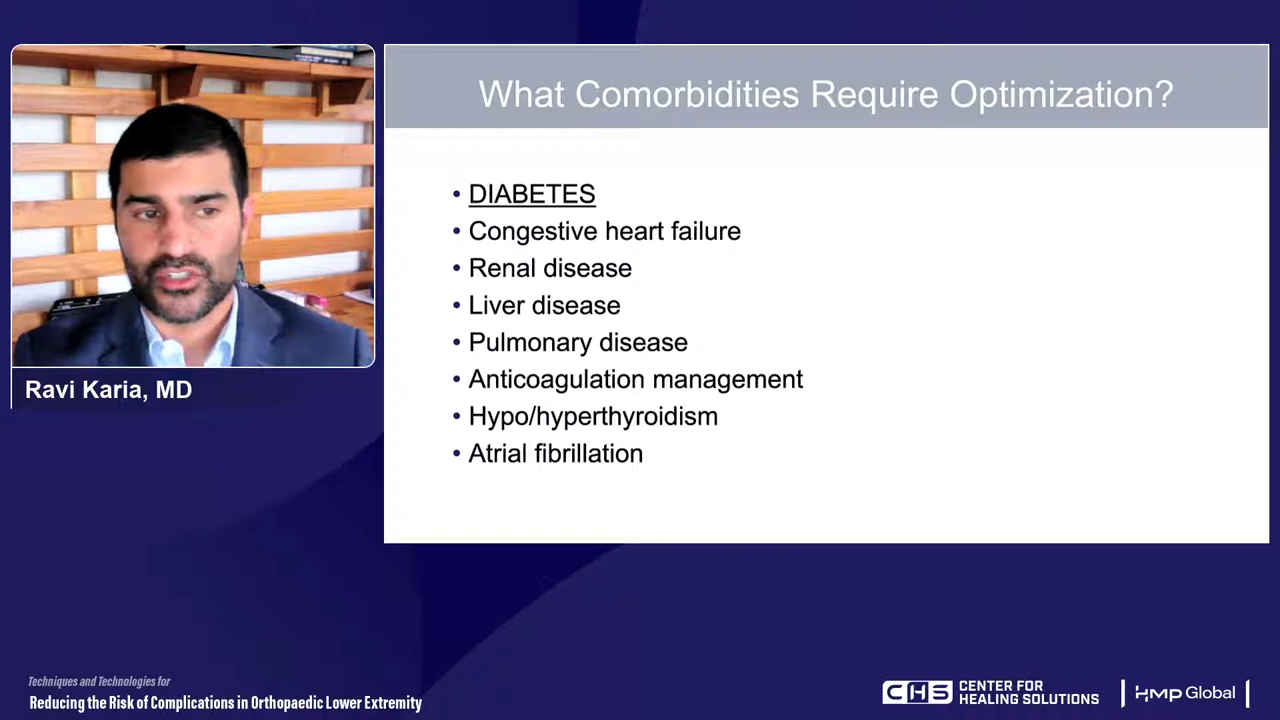 What Comorbidities Require Optimization?
• DIABETES
• Congestive heart failure
• Renal disease
• Liver disease
• Pulmonary disease
• Anticoagulation management
• Hypo/hyperthyroidism
• Atrial fibrillation
Ravi Karia, MD
Techniques and Technologies for
Reducing the Risk of Complications in Orthopaedic Lower Extremity
CHS CENTER FOR
HEALING SOLUTIONS
HMP Global